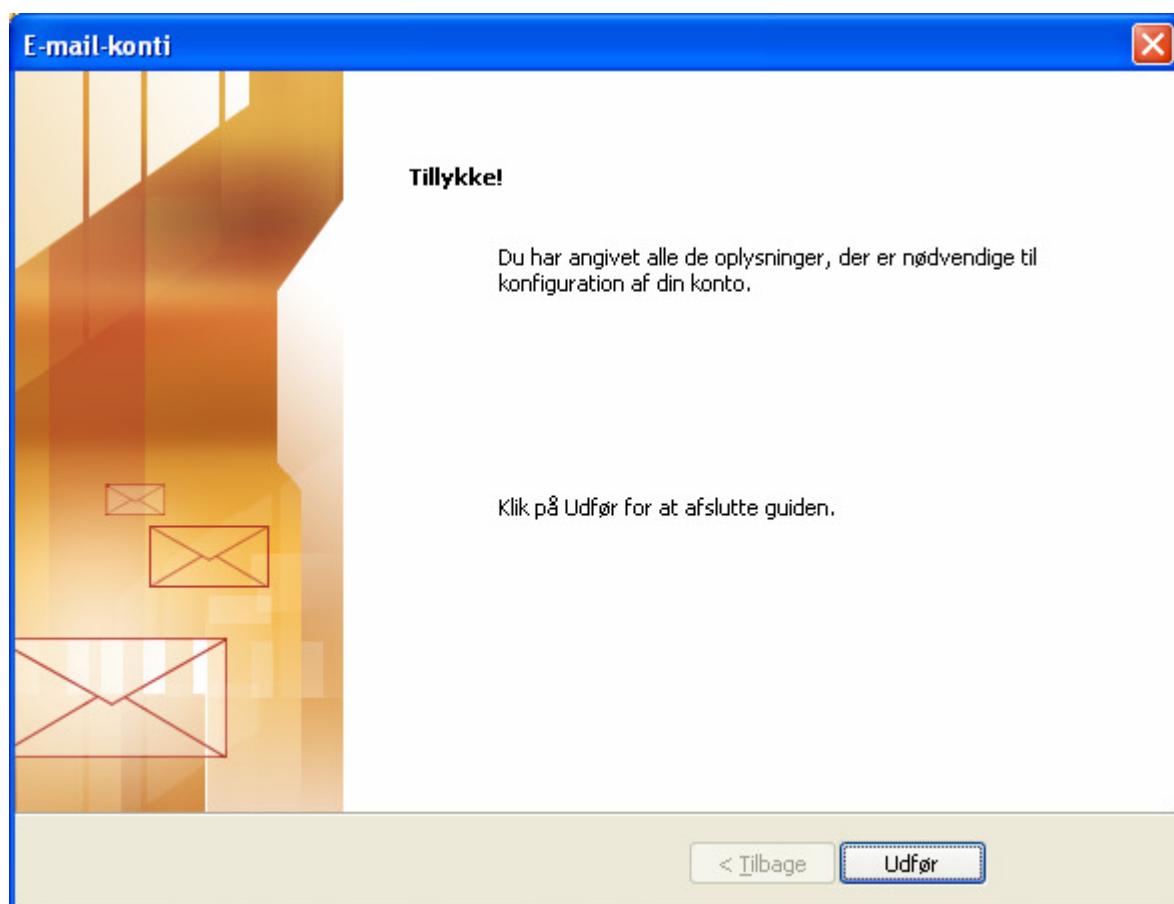 E-mail-konti
Tillykke!
Du har angivet alle de oplysninger, der er nødvendige til
konfiguration af din konto.
Klik på Udfør for at afslutte guiden.
< Tilbage
Udfør